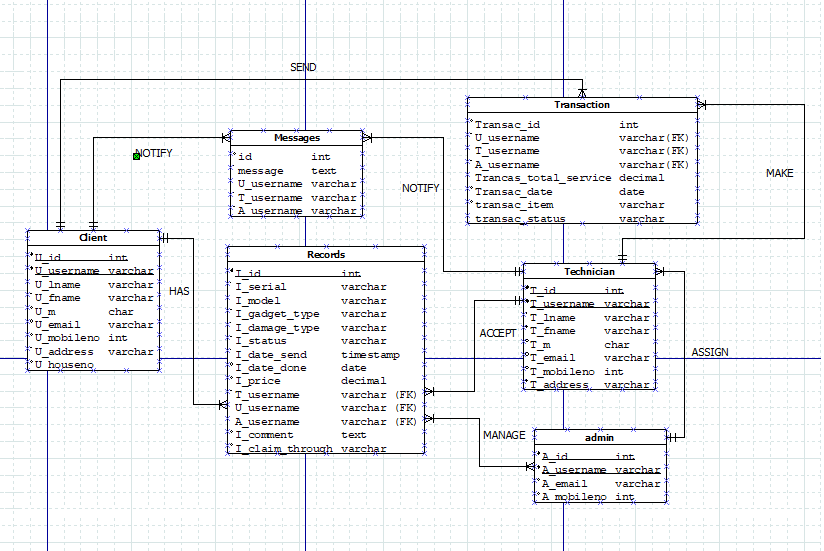 SEND
Transaction
Transac_id int
U_username varchar(FK)
T_username varchar(FK)
A_username varchar(FK)
Trancas_total_service decimal
Transac_date date
transac_item varchar
transac_status varchar
Messages
id int
message text
U_username varchar
T_username varchar
A_username varchar
NOTIFY
NOTIFY
MAKE
Client
U_id int
U_username varchar
U_lname varchar
U_fname varchar
U_m char
U_email varchar
U_mobileno int
U_address varchar
U_houseno
HAS
Records
I_id int
I_serial varchar
I_model varchar
I_gadget_type varchar
I_damage_type varchar
I_status varchar
I_date_send timestamp
I_date_done date
I_price decimal
T_username varchar (FK)
U_username varchar (FK)
A_username varchar (FK)
I_comment text
I_claim_through varchar
Technician
T_id int
T_username varchar
T_lname varchar
T_fname varchar
T_m char
T_email varchar
T_mobileno int
T_address varchar
ACCEPT
ASSIGN
MANAGE
admin
A_id int
A_username varchar
A_email varchar
A_mobileno int